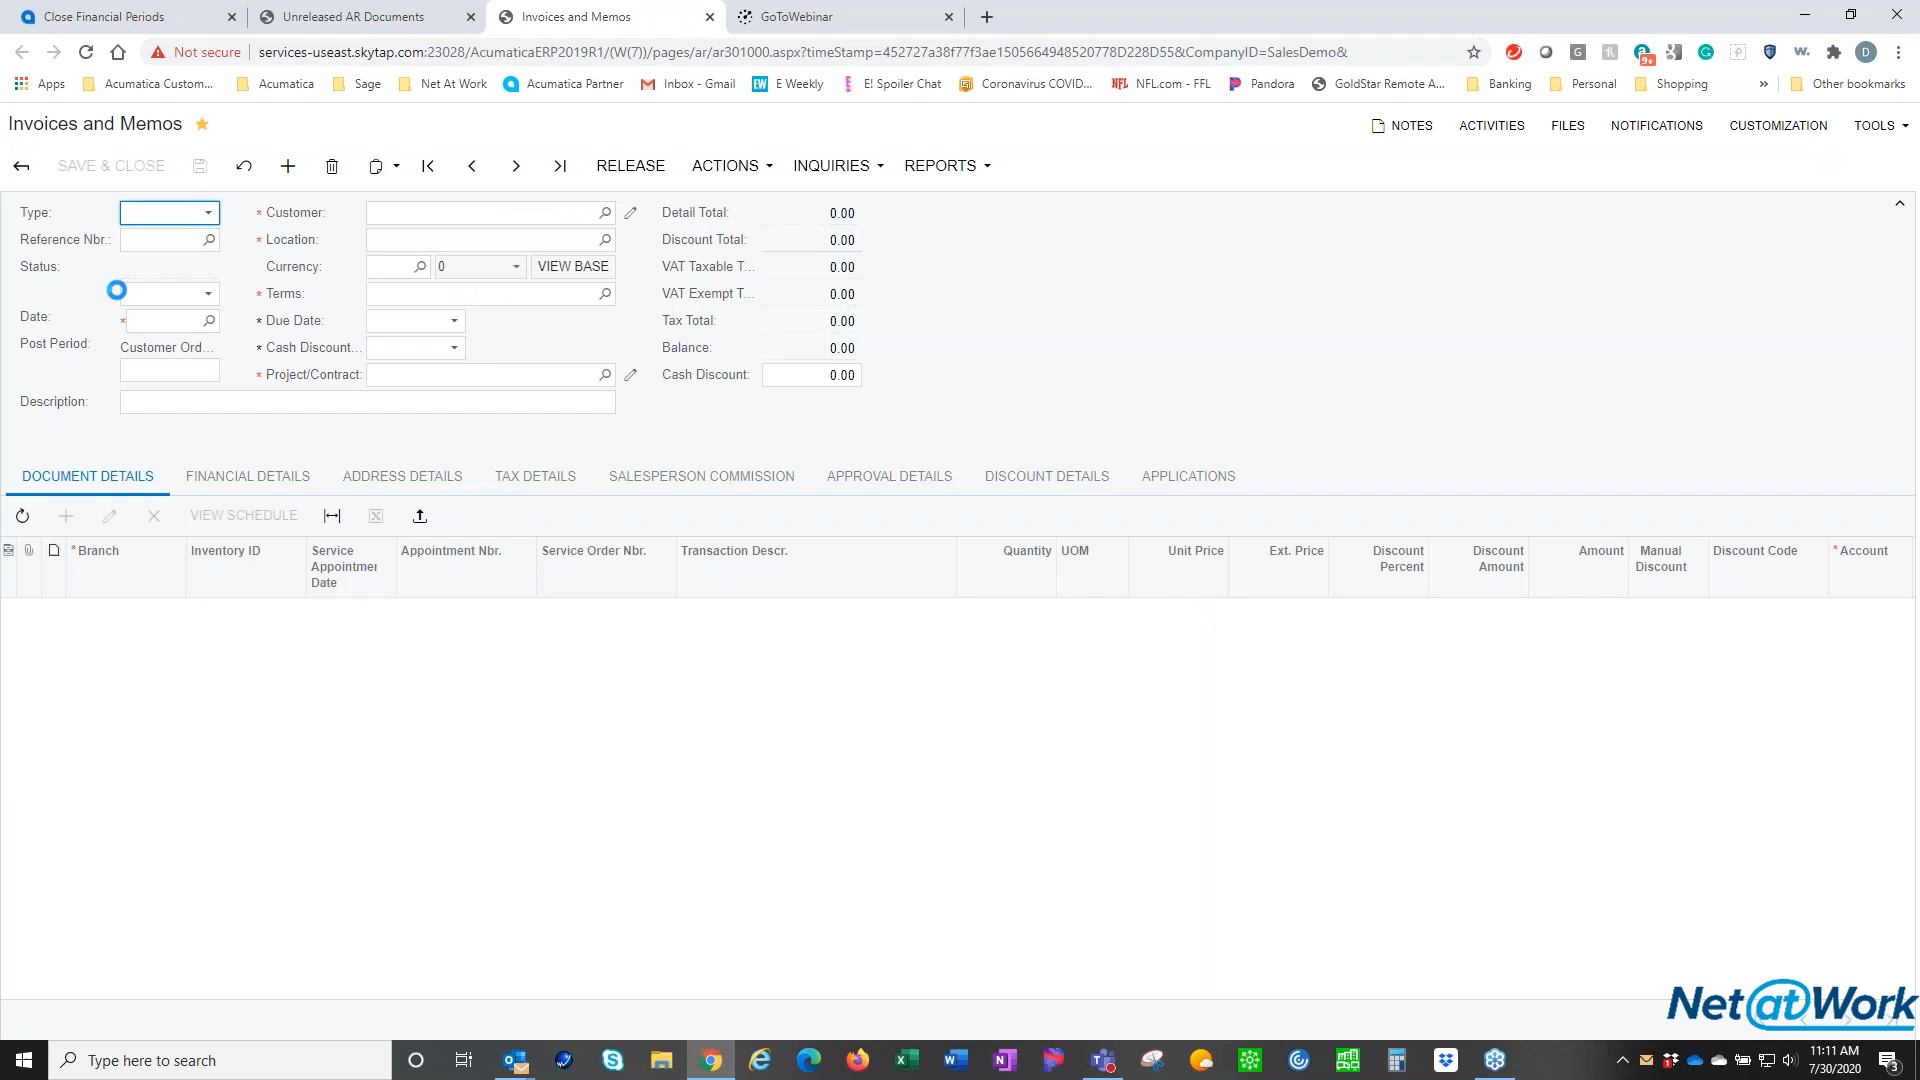 Close Financial Periods
Unreleased AR Documents
Invoices and Memos
GoToWebinar
Not secure
services-useast.skytap.com:23028/AcumaticaERP2019R1/(W(7))/pages/ar/ar301000.aspx?timeStamp=452727a38f77f3ae1505664948520778D228D55&CompanyID=SalesDemo&
9+
D
Apps
Acumatica Custom...
Acumatica
Sage
Net At Work
Acumatica Partner
Inbox - Gmail
EW
E Weekly
E! Spoiler Chat
Coronavirus COVID...
NFL
NFL.com - FFL
Pandora
GoldStar Remote A...
Banking
Personal
Shopping
»
Other bookmarks
Invoices and Memos
NOTES
ACTIVITIES
FILES
NOTIFICATIONS
CUSTOMIZATION
TOOLS
SAVE & CLOSE
RELEASE
ACTIONS
INQUIRIES
REPORTS
Type:
* Customer:
Detail Total:
0.00
Reference Nbr.:
* Location:
Discount Total:
0.00
Status:
Currency:
0
VIEW BASE
VAT Taxable T...
0.00
* Terms:
VAT Exempt T...
0.00
Date:
*
* Due Date:
Tax Total:
0.00
Post Period:
Customer Ord...
* Cash Discount...
Balance:
0.00
* Project/Contract:
Cash Discount:
0.00
Description:
DOCUMENT DETAILS
FINANCIAL DETAILS
ADDRESS DETAILS
TAX DETAILS
SALESPERSON COMMISSION
APPROVAL DETAILS
DISCOUNT DETAILS
APPLICATIONS
VIEW SCHEDULE
* Branch
Inventory ID
Service
Appointmer
Date
Appointment Nbr.
Service Order Nbr.
Transaction Descr.
Quantity
UOM
Unit Price
Ext. Price
Discount
Percent
Discount
Amount
Amount
Manual
Discount
Discount Code
* Account
NetatWork
Type here to search
11:11 AM
7/30/2020
3